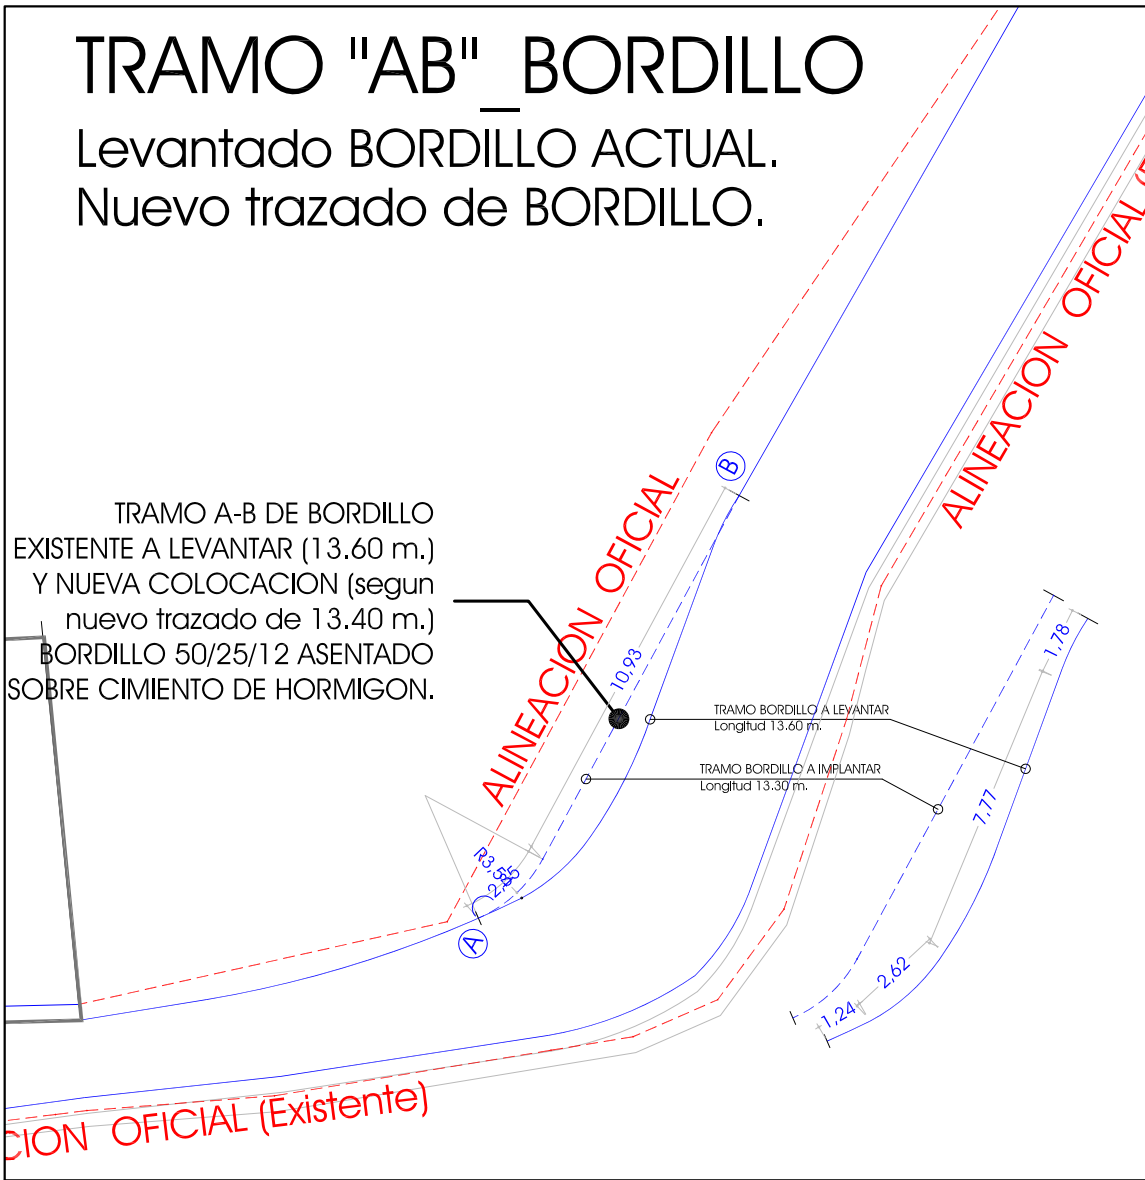 TRAMO "AB"_BORDILLO
Levantado BORDILLO ACTUAL.
Nuevo trazado de BORDILLO.
ALINEACION OFICIAL
ALINEACION OFICIAL
B
TRAMO A-B DE BORDILLO
EXISTENTE A LEVANTAR (13.60 m.)
Y NUEVA COLOCACION (segun
nuevo trazado de 13.40 m.)
BORDILLO 50/25/12 ASENTADO
SOBRE CIMIENTO DE HORMIGON.
10,93
1,78
TRAMO BORDILLO A LEVANTAR
Longitud 13.60 m.
TRAMO BORDILLO A IMPLANTAR
Longitud 13.30 m.
7,77
2,85
A
2,62
1,24
CION OFICIAL (Existente)